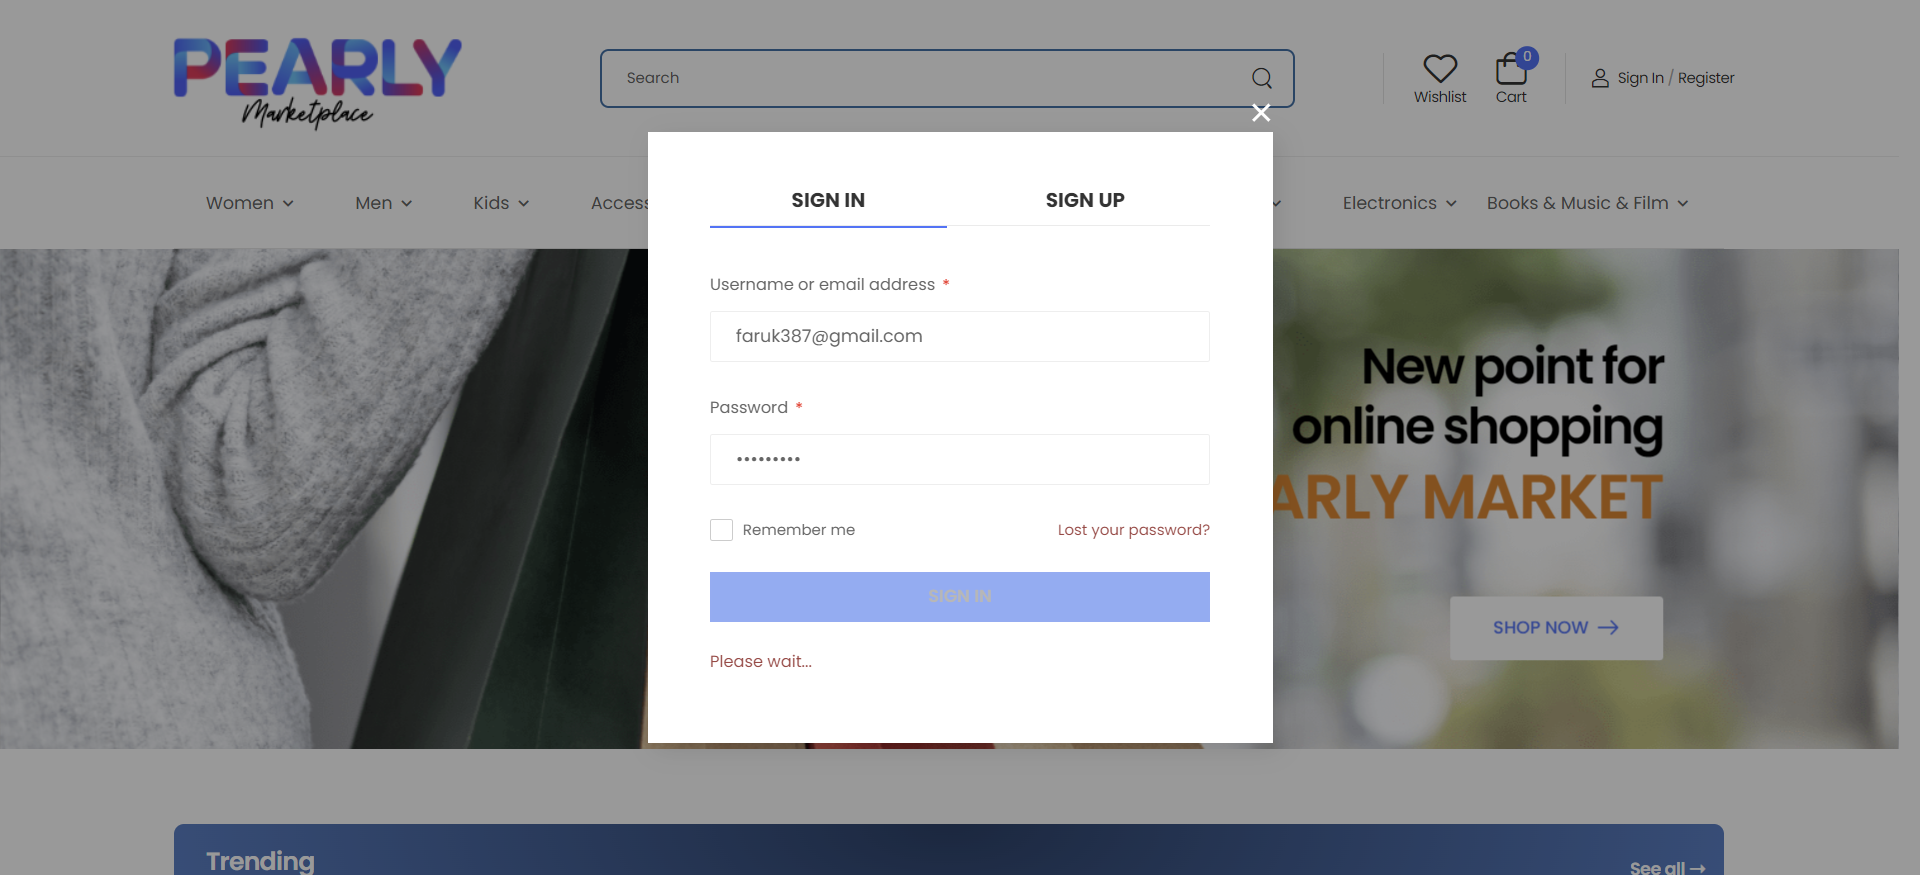 PEARLY
Marketplace
Search
0
Wishlist
Cart
Sign In / Register
Women
Men
Kids
Access
Electronics
Books & Music & Film
SIGN IN
SIGN UP
Username or email address *
faruk387@gmail.com
Password *
•••••••••
Remember me
Lost your password?
SIGN IN
Please wait...
New point for
online shopping
ARLY MARKET
SHOP NOW →
Trending
See all →